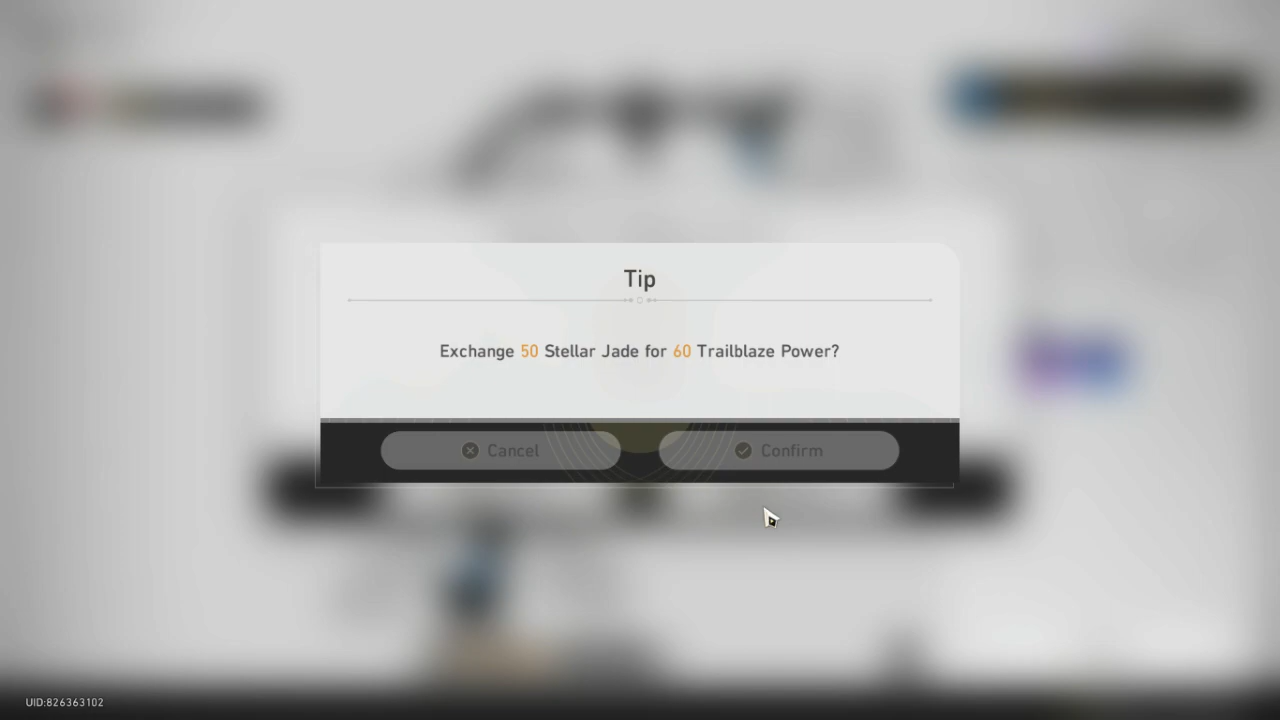 Tip
Exchange 50 Stellar Jade for 60 Trailblaze Power?
Cancel
Confirm
UID:826363102